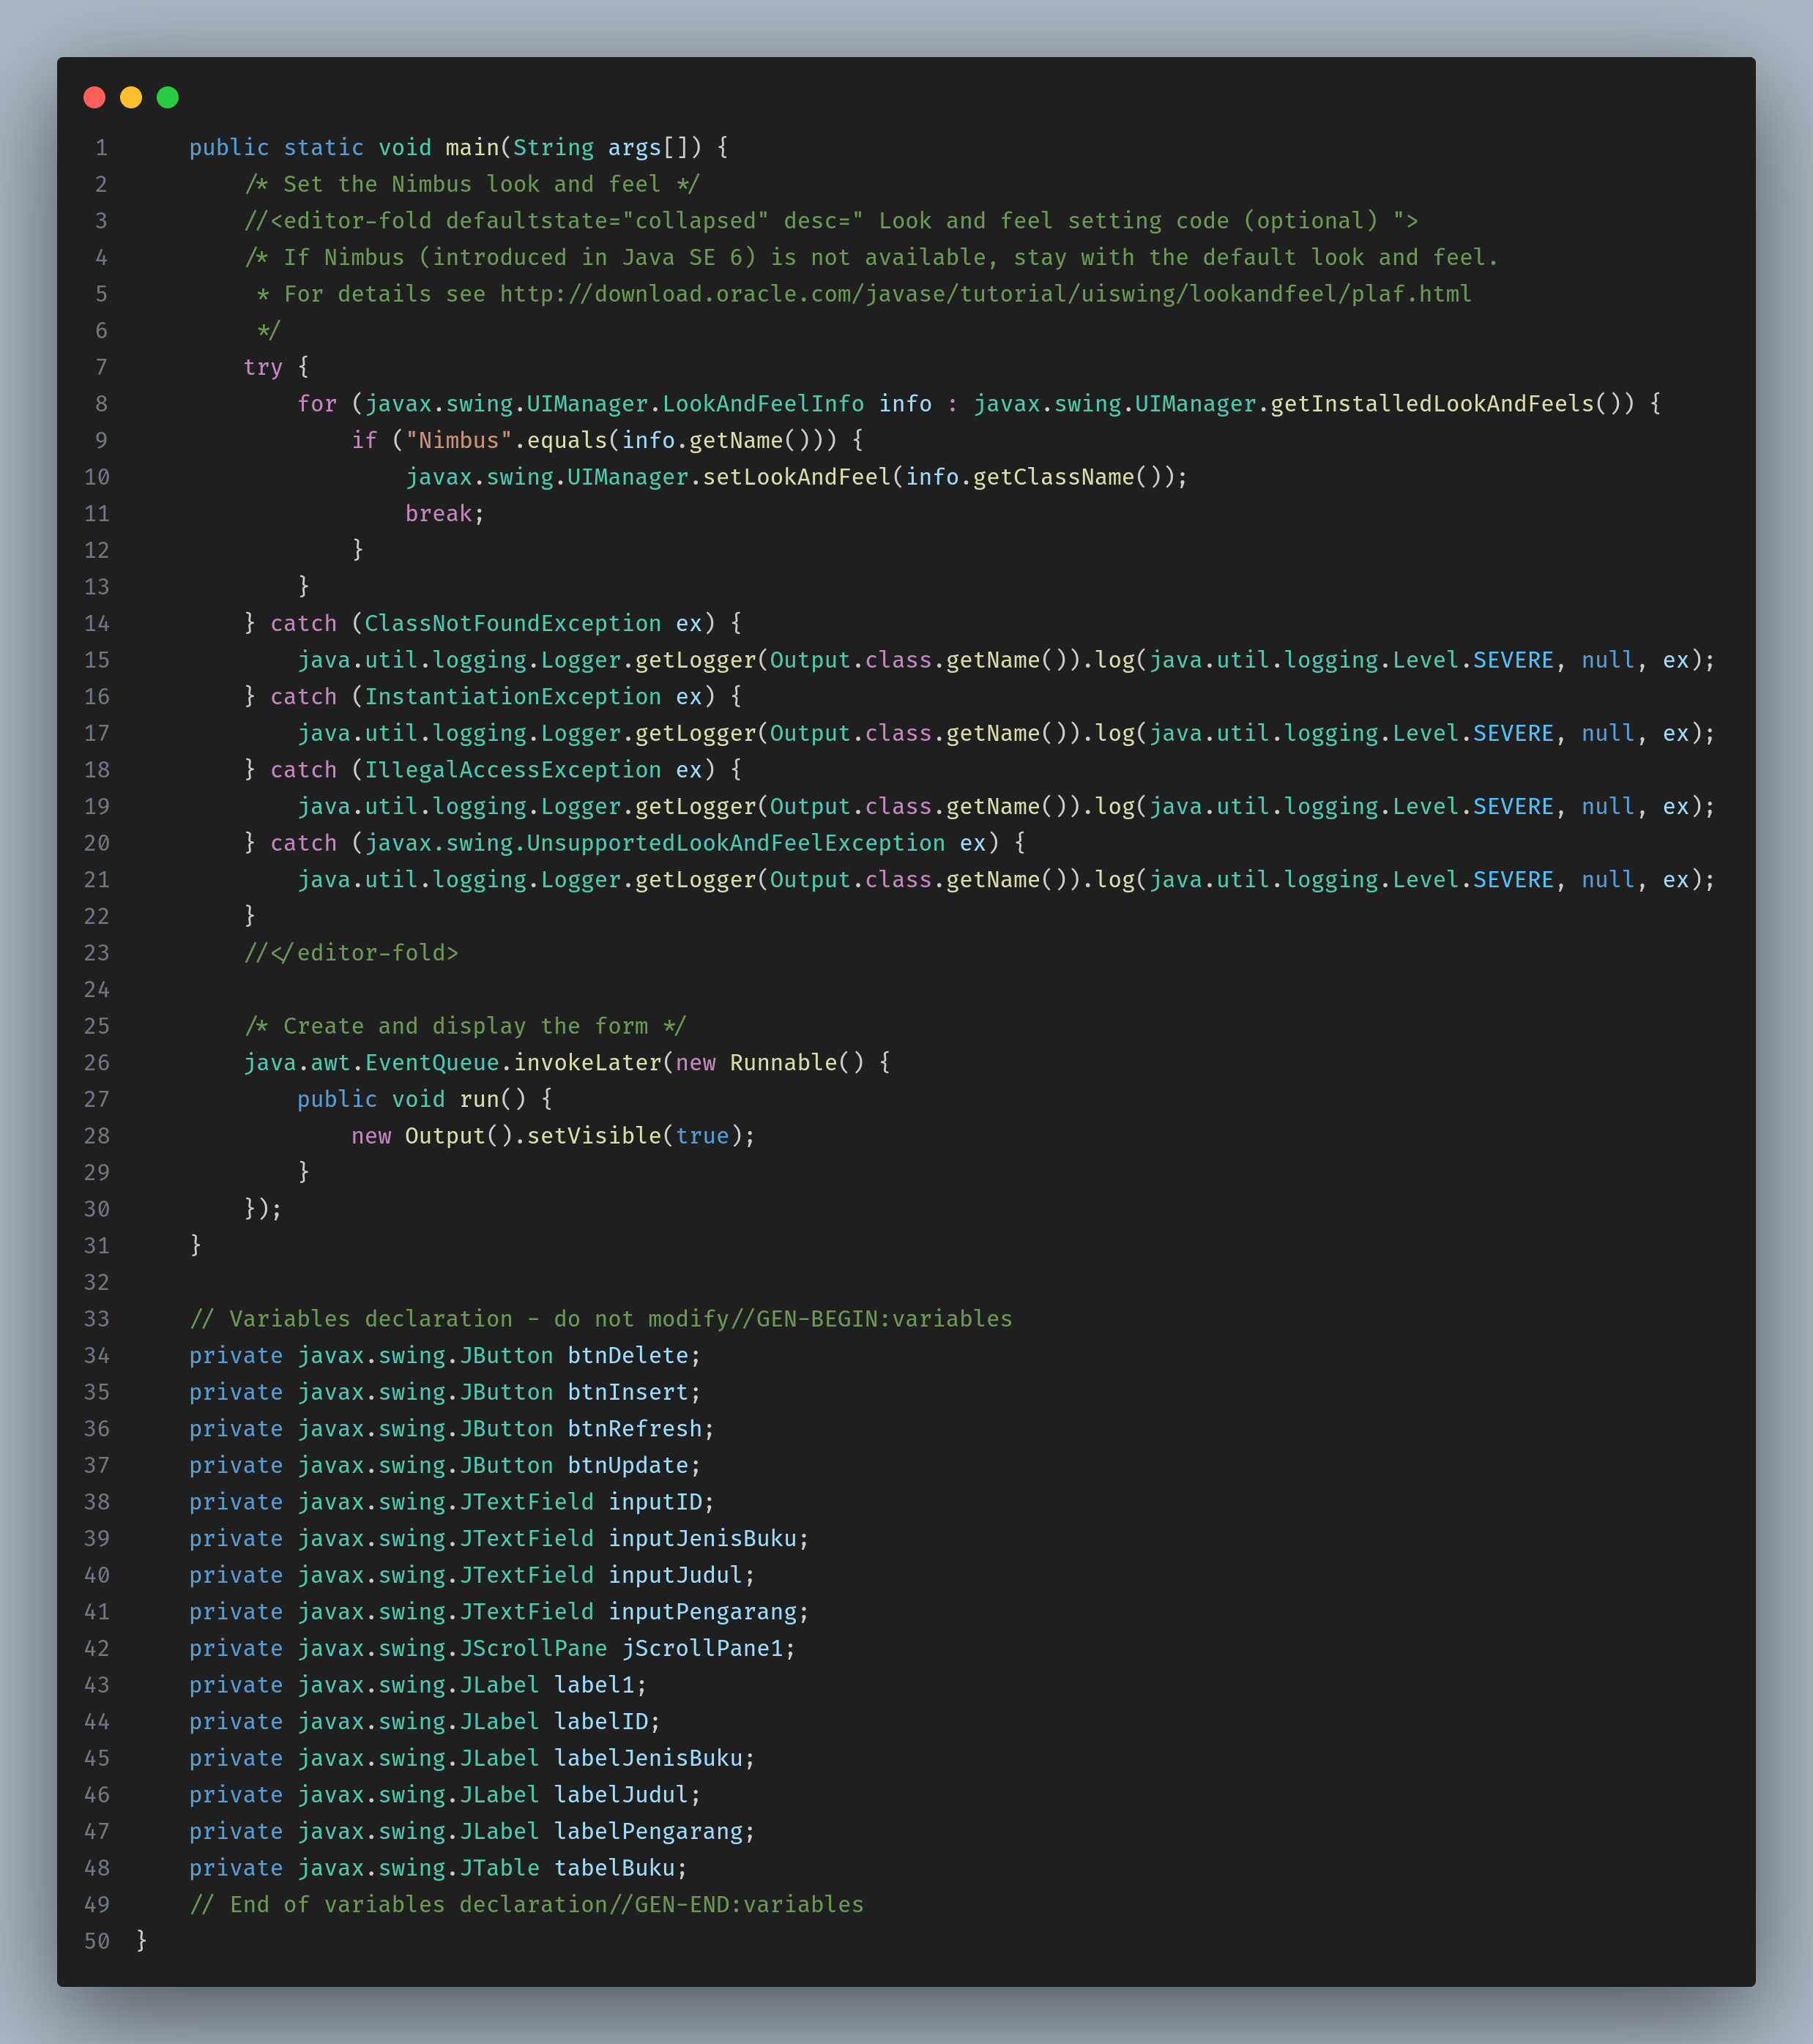 1     public static void main(String args[]) {
2         /* Set the Nimbus look and feel */
3         //<editor-fold defaultstate="collapsed" desc=" Look and feel setting code (optional) ">
4         /* If Nimbus (introduced in Java SE 6) is not available, stay with the default look and feel.
5          * For details see http://download.oracle.com/javase/tutorial/uiswing/lookandfeel/plaf.html
6          */
7         try {
8             for (javax.swing.UIManager.LookAndFeelInfo info : javax.swing.UIManager.getInstalledLookAndFeels()) {
9                 if ("Nimbus".equals(info.getName())) {
10                     javax.swing.UIManager.setLookAndFeel(info.getClassName());
11                     break;
12                 }
13             }
14         } catch (ClassNotFoundException ex) {
15             java.util.logging.Logger.getLogger(Output.class.getName()).log(java.util.logging.Level.SEVERE, null, ex);
16         } catch (InstantiationException ex) {
17             java.util.logging.Logger.getLogger(Output.class.getName()).log(java.util.logging.Level.SEVERE, null, ex);
18         } catch (IllegalAccessException ex) {
19             java.util.logging.Logger.getLogger(Output.class.getName()).log(java.util.logging.Level.SEVERE, null, ex);
20         } catch (javax.swing.UnsupportedLookAndFeelException ex) {
21             java.util.logging.Logger.getLogger(Output.class.getName()).log(java.util.logging.Level.SEVERE, null, ex);
22         }
23         //</editor-fold>
24
25         /* Create and display the form */
26         java.awt.EventQueue.invokeLater(new Runnable() {
27             public void run() {
28                 new Output().setVisible(true);
29             }
30         });
31     }
32
33     // Variables declaration - do not modify//GEN-BEGIN:variables
34     private javax.swing.JButton btnDelete;
35     private javax.swing.JButton btnInsert;
36     private javax.swing.JButton btnRefresh;
37     private javax.swing.JButton btnUpdate;
38     private javax.swing.JTextField inputID;
39     private javax.swing.JTextField inputJenisBuku;
40     private javax.swing.JTextField inputJudul;
41     private javax.swing.JTextField inputPengarang;
42     private javax.swing.JScrollPane jScrollPane1;
43     private javax.swing.JLabel label1;
44     private javax.swing.JLabel labelID;
45     private javax.swing.JLabel labelJenisBuku;
46     private javax.swing.JLabel labelJudul;
47     private javax.swing.JLabel labelPengarang;
48     private javax.swing.JTable tabelBuku;
49     // End of variables declaration//GEN-END:variables
50 }